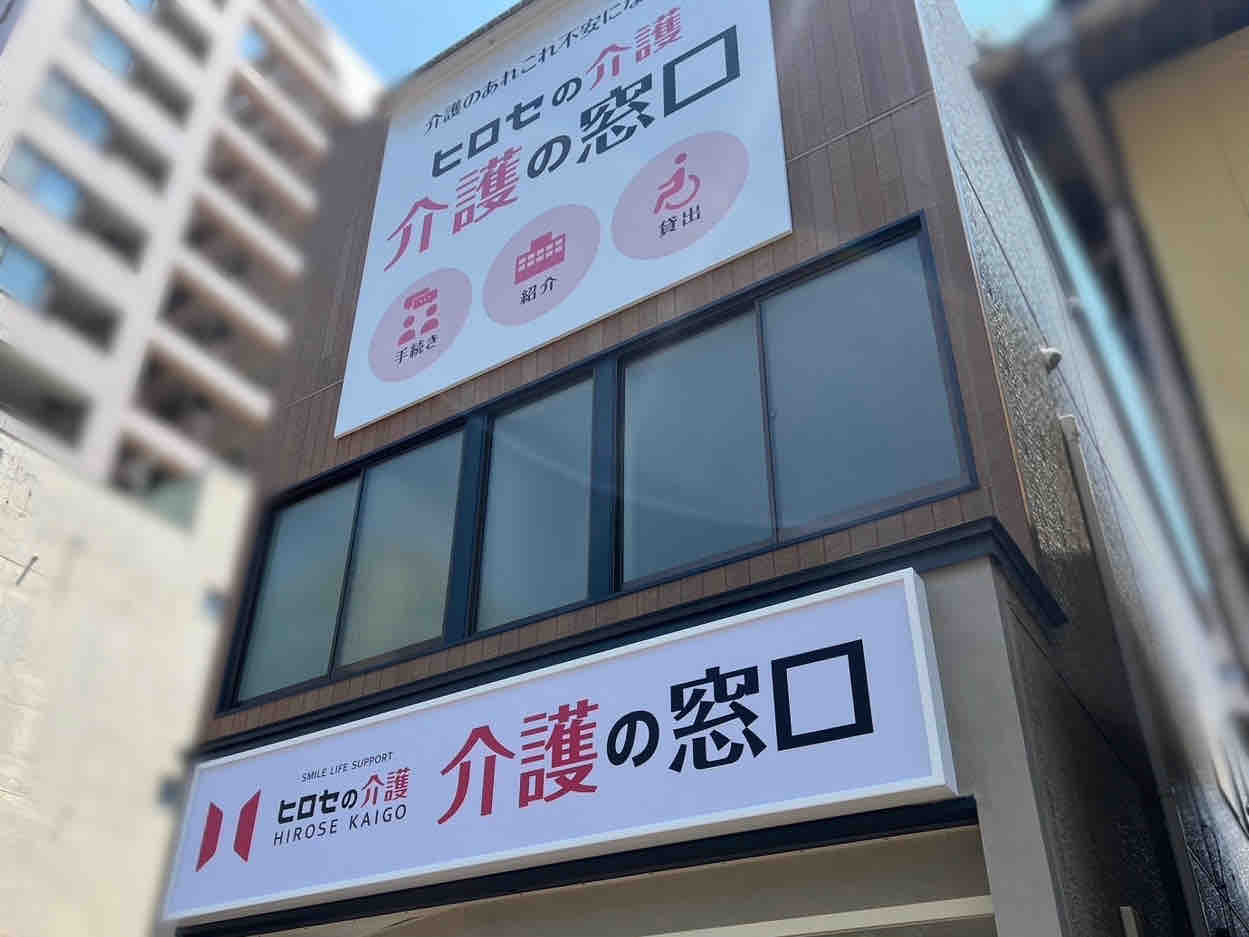 介護のあれこれ不安にな
ヒロセの介護
介護の窓口
手続き
紹介
貸出
SMILE LIFE SUPPORT
ヒロセの介護
HIROSE KAIGO
介護の窓口